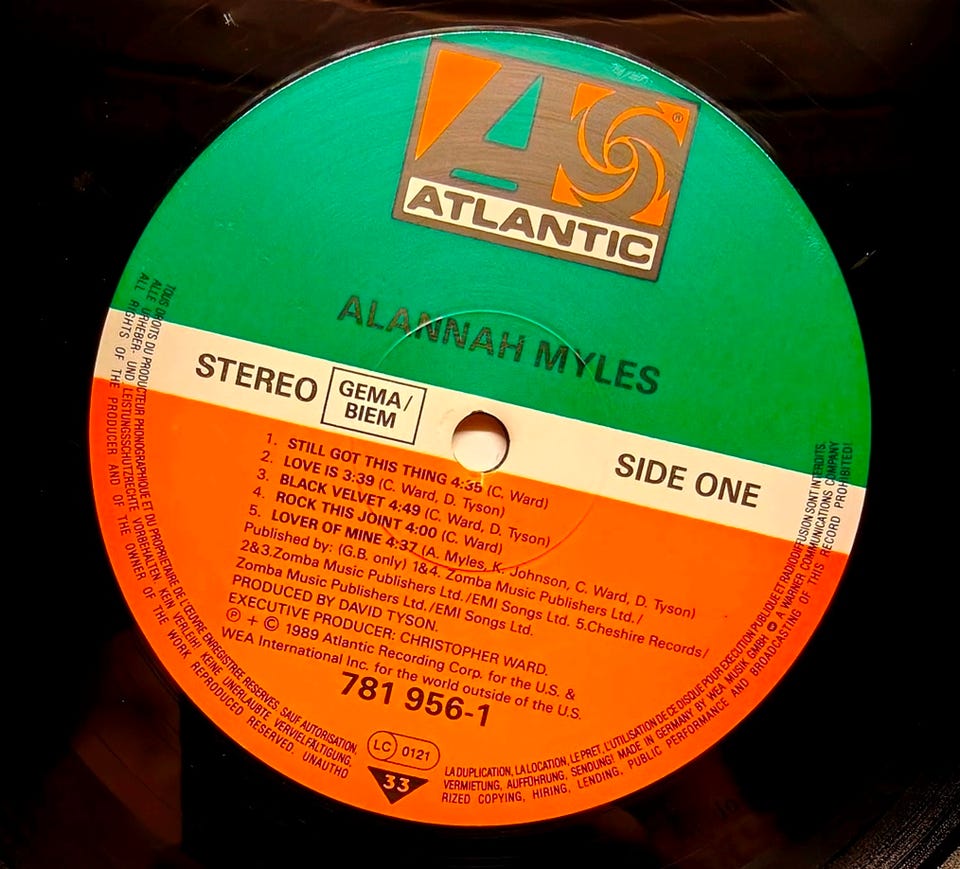 ATLANTIC
®
ALANNAH MYLES
STEREO
GEMA/
BIEM
SIDE ONE
1. STILL GOT THIS THING 4:35 (C. Ward)
2. LOVE IS 3:39 (C. Ward, D. Tyson)
3. BLACK VELVET 4:49 (C. Ward, D. Tyson)
4. ROCK THIS JOINT 4:00 (C. Ward)
5. LOVER OF MINE 4:37 (A. Myles, K. Johnson, C. Ward, D. Tyson)
Published by: (G.B. only) 1&4. Zomba Music Publishers Ltd./
2&3.Zomba Music Publishers Ltd./EMI Songs Ltd. 5.Cheshire Records/
Zomba Music Publishers Ltd./EMI Songs Ltd.
PRODUCED BY DAVID TYSON.
EXECUTIVE PRODUCER: CHRISTOPHER WARD.
℗ + © 1989 Atlantic Recording Corp. for the U.S. &
WEA International Inc. for the world outside of the U.S.
781 956-1
LC 0121
33
TOUS DROITS DU PRODUCTEUR PHONOGRAPHIQUE ET DU PROPRIETAIRE DE L'ŒUVRE ENREGISTREE RESERVES. SAUF AUTORISATION, LA DUPLICATION, LA LOCATION, LE PRET, L'UTILISATION DE CE DISQUE POUR EXECUTION PUBLIQUE ET RADIODIFFUSION SONT INTERDITS.
ALLE URHEBER- UND LEISTUNGSSCHUTZRECHTE VORBEHALTEN KEIN VERLEIH! KEINE UNERLAUBTE VERVIELFÄLTIGUNG, VERMIETUNG, AUFFÜHRUNG, SENDUNG! MADE IN GERMANY BY WEA MUSIK GMBH A WARNER COMMUNICATIONS COMPANY
ALL RIGHTS OF THE PRODUCER AND OF THE OWNER OF THE WORK REPRODUCED RESERVED. UNAUTHORIZED COPYING, HIRING, LENDING, PUBLIC PERFORMANCE AND BROADCASTING OF THIS RECORD PROHIBITED!